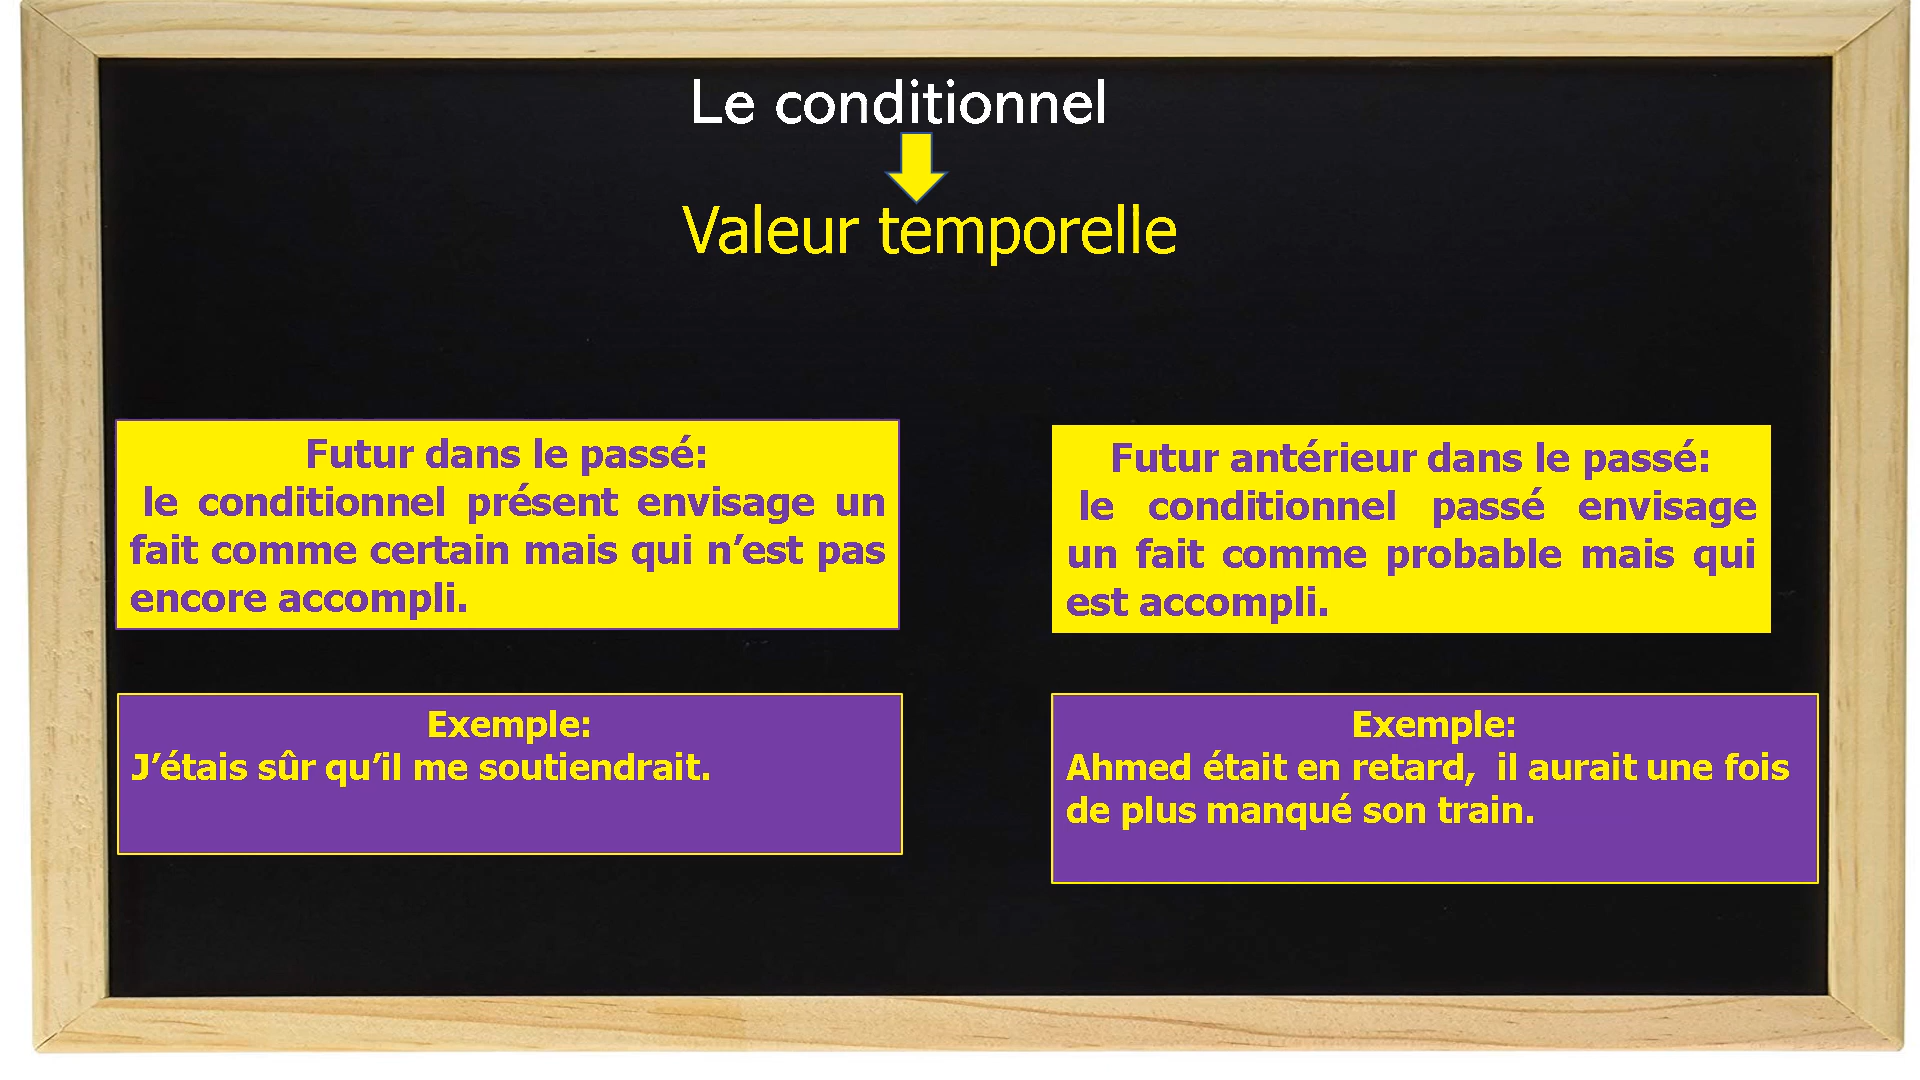 Le conditionnel
Valeur temporelle
Futur dans le passé:
le conditionnel présent envisage un
fait comme certain mais qui n’est pas
encore accompli.
Futur antérieur dans le passé:
le conditionnel passé envisage
un fait comme probable mais qui
est accompli.
Exemple:
J’étais sûr qu’il me soutiendrait.
Exemple:
Ahmed était en retard, il aurait une fois
de plus manqué son train.